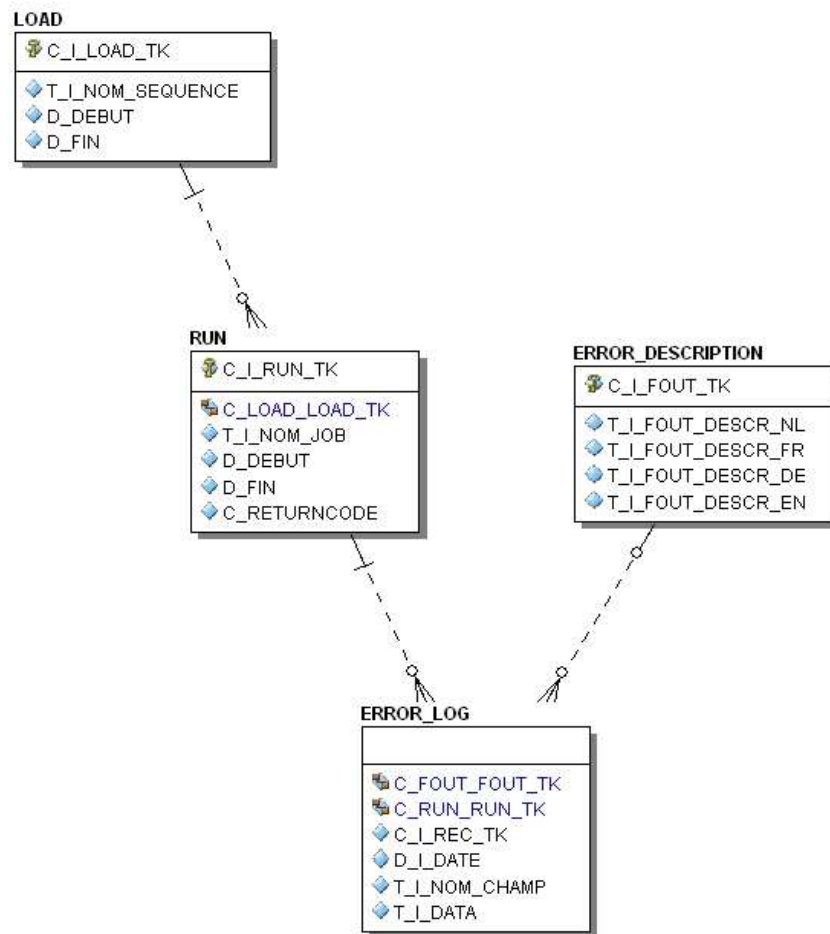 LOAD
C_I_LOAD_TK
T_I_NOM_SEQUENCE
D_DEBUT
D_FIN
RUN
C_I_RUN_TK
C_LOAD_LOAD_TK
T_I_NOM_JOB
D_DEBUT
D_FIN
C_RETURNCODE
ERROR_DESCRIPTION
C_I_FOUT_TK
T_I_FOUT_DESCR_NL
T_I_FOUT_DESCR_FR
T_I_FOUT_DESCR_DE
T_I_FOUT_DESCR_EN
ERROR_LOG
C_FOUT_FOUT_TK
C_RUN_RUN_TK
C_I_REC_TK
D_I_DATE
T_I_NOM_CHAMP
T_I_DATA